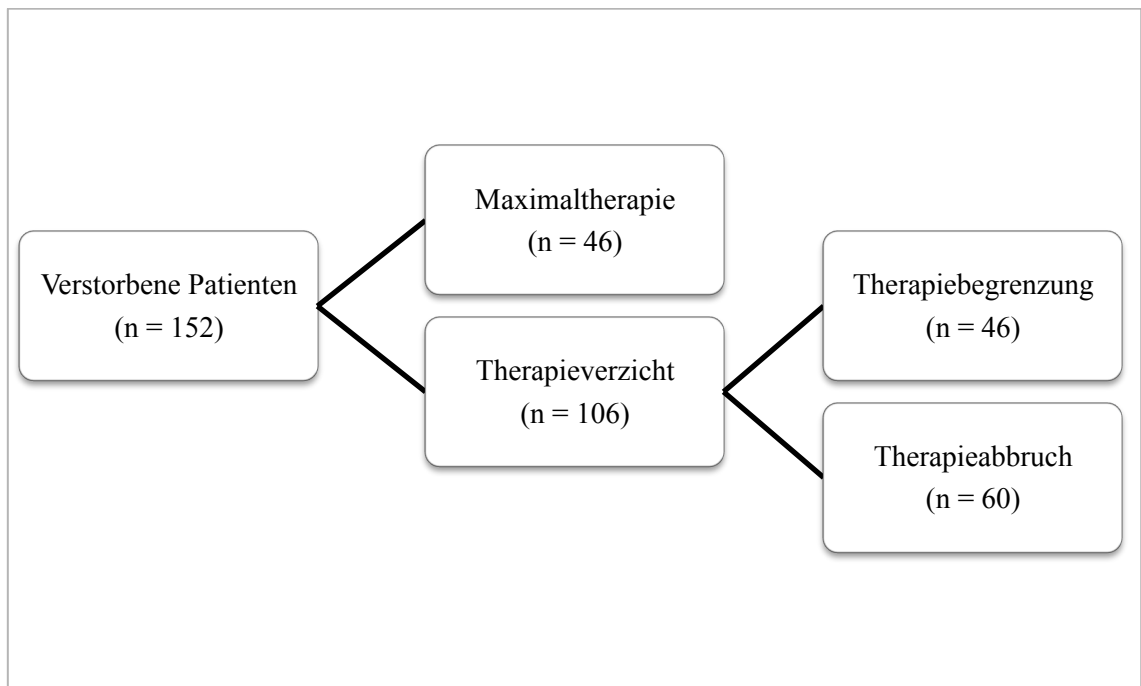 Verstorbene Patienten
(n = 152)
Maximaltherapie
(n = 46)
Therapieverzicht
(n = 106)
Therapiebegrenzung
(n = 46)
Therapieabbruch
(n = 60)